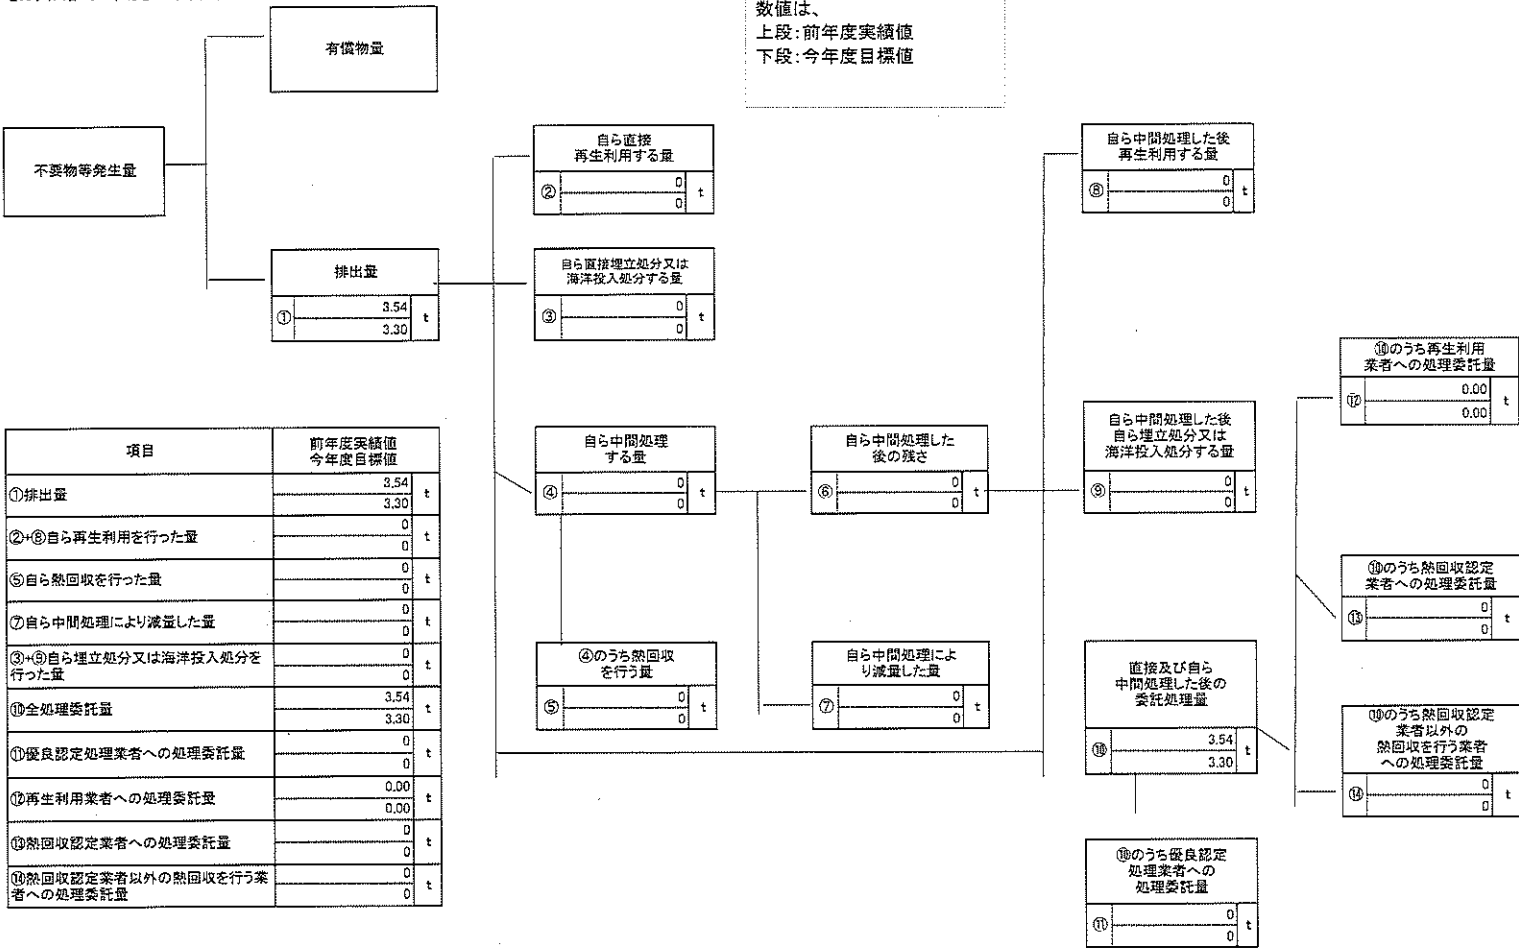 数値は、
上段:前年度実績値
下段:今年度目標値
有償物量
不要物等発生量
排出量
① 3.54 t
3.30
自ら直接
再生利用する量
② 0 t
0
自ら直接埋立処分又は
海洋投入処分する量
③ 0 t
0
自ら中間処理した後
再生利用する量
⑧ 0 t
0
自ら中間処理
する量
④ 0 t
0
自ら中間処理した
後の残さ
⑥ 0 t
0
自ら中間処理した後
自ら埋立処分又は
海洋投入処分する量
⑨ 0 t
0
④のうち熱回収
を行う量
⑤ 0 t
0
自ら中間処理によ
り減量した量
⑦ 0 t
0
直接及び自ら
中間処理した後の
委託処理量
⑩ 3.54 t
3.30
⑩のうち優良認定
処理業者への
処理委託量
⑪ 0 t
0
⑩のうち再生利用
業者への処理委託量
⑫ 0.00 t
0.00
⑩のうち熱回収認定
業者への処理委託量
⑬ 0 t
0
⑩のうち熱回収認定
業者以外の
熱回収を行う業者
への処理委託量
⑭ 0 t
0
項目 前年度実績値
今年度目標値
①排出量 3.54 t
3.30
②+⑧自ら再生利用を行った量 0 t
0
⑤自ら熱回収を行った量 0 t
0
⑦自ら中間処理により減量した量 0 t
0
③+⑨自ら埋立処分又は海洋投入処分を
行った量 0 t
0
⑩全処理委託量 3.54 t
3.30
⑪優良認定処理業者への処理委託量 0 t
0
⑫再生利用業者への処理委託量 0.00 t
0.00
⑬熱回収認定業者への処理委託量 0 t
0
⑭熱回収認定業者以外の熱回収を行う業
者への処理委託量 0 t
0